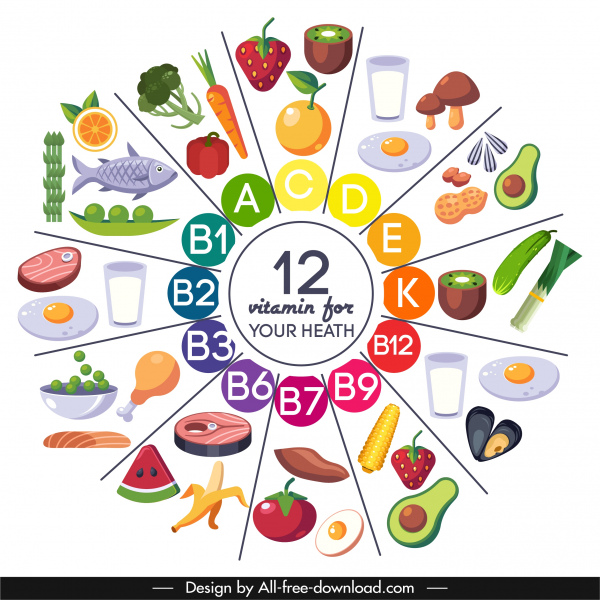 A
C
D
E
K
B12
B9
B7
B6
B3
B2
B1
12
vitamin for
YOUR HEATH
Design by All-free-download.com